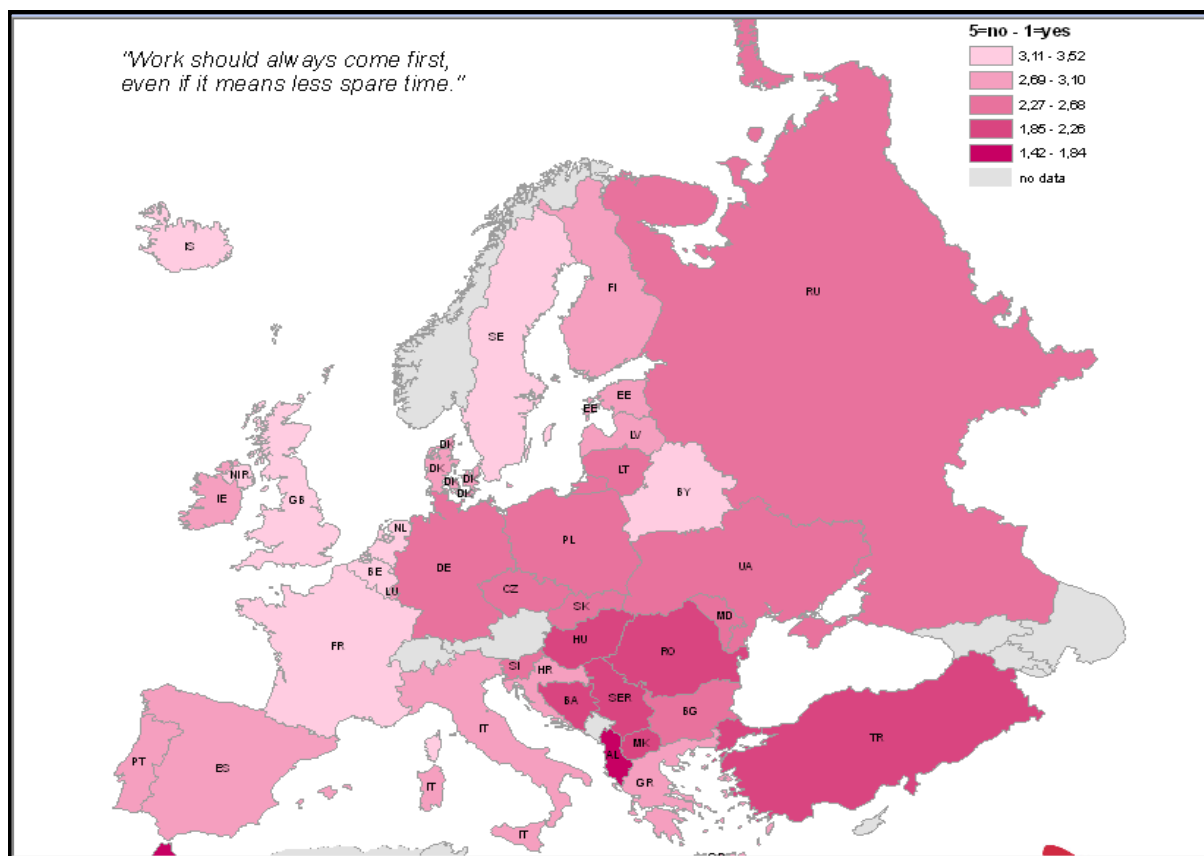 "Work should always come first,
even if it means less spare time."
5=no - 1=yes
3,11 - 3,52
2,69 - 3,10
2,27 - 2,68
1,85 - 2,26
1,42 - 1,84
no data
IS
RU
FI
SE
EE
EE
LV
DK
DK
DK
DK
DK
LT
NIR
IE
GB
BY
NL
PL
BE
DE
UA
LU
CZ
SK
MD
HU
FR
RO
SI
HR
BA
SER
BG
IT
TR
MK
AL
PT
ES
IT
GR
IT